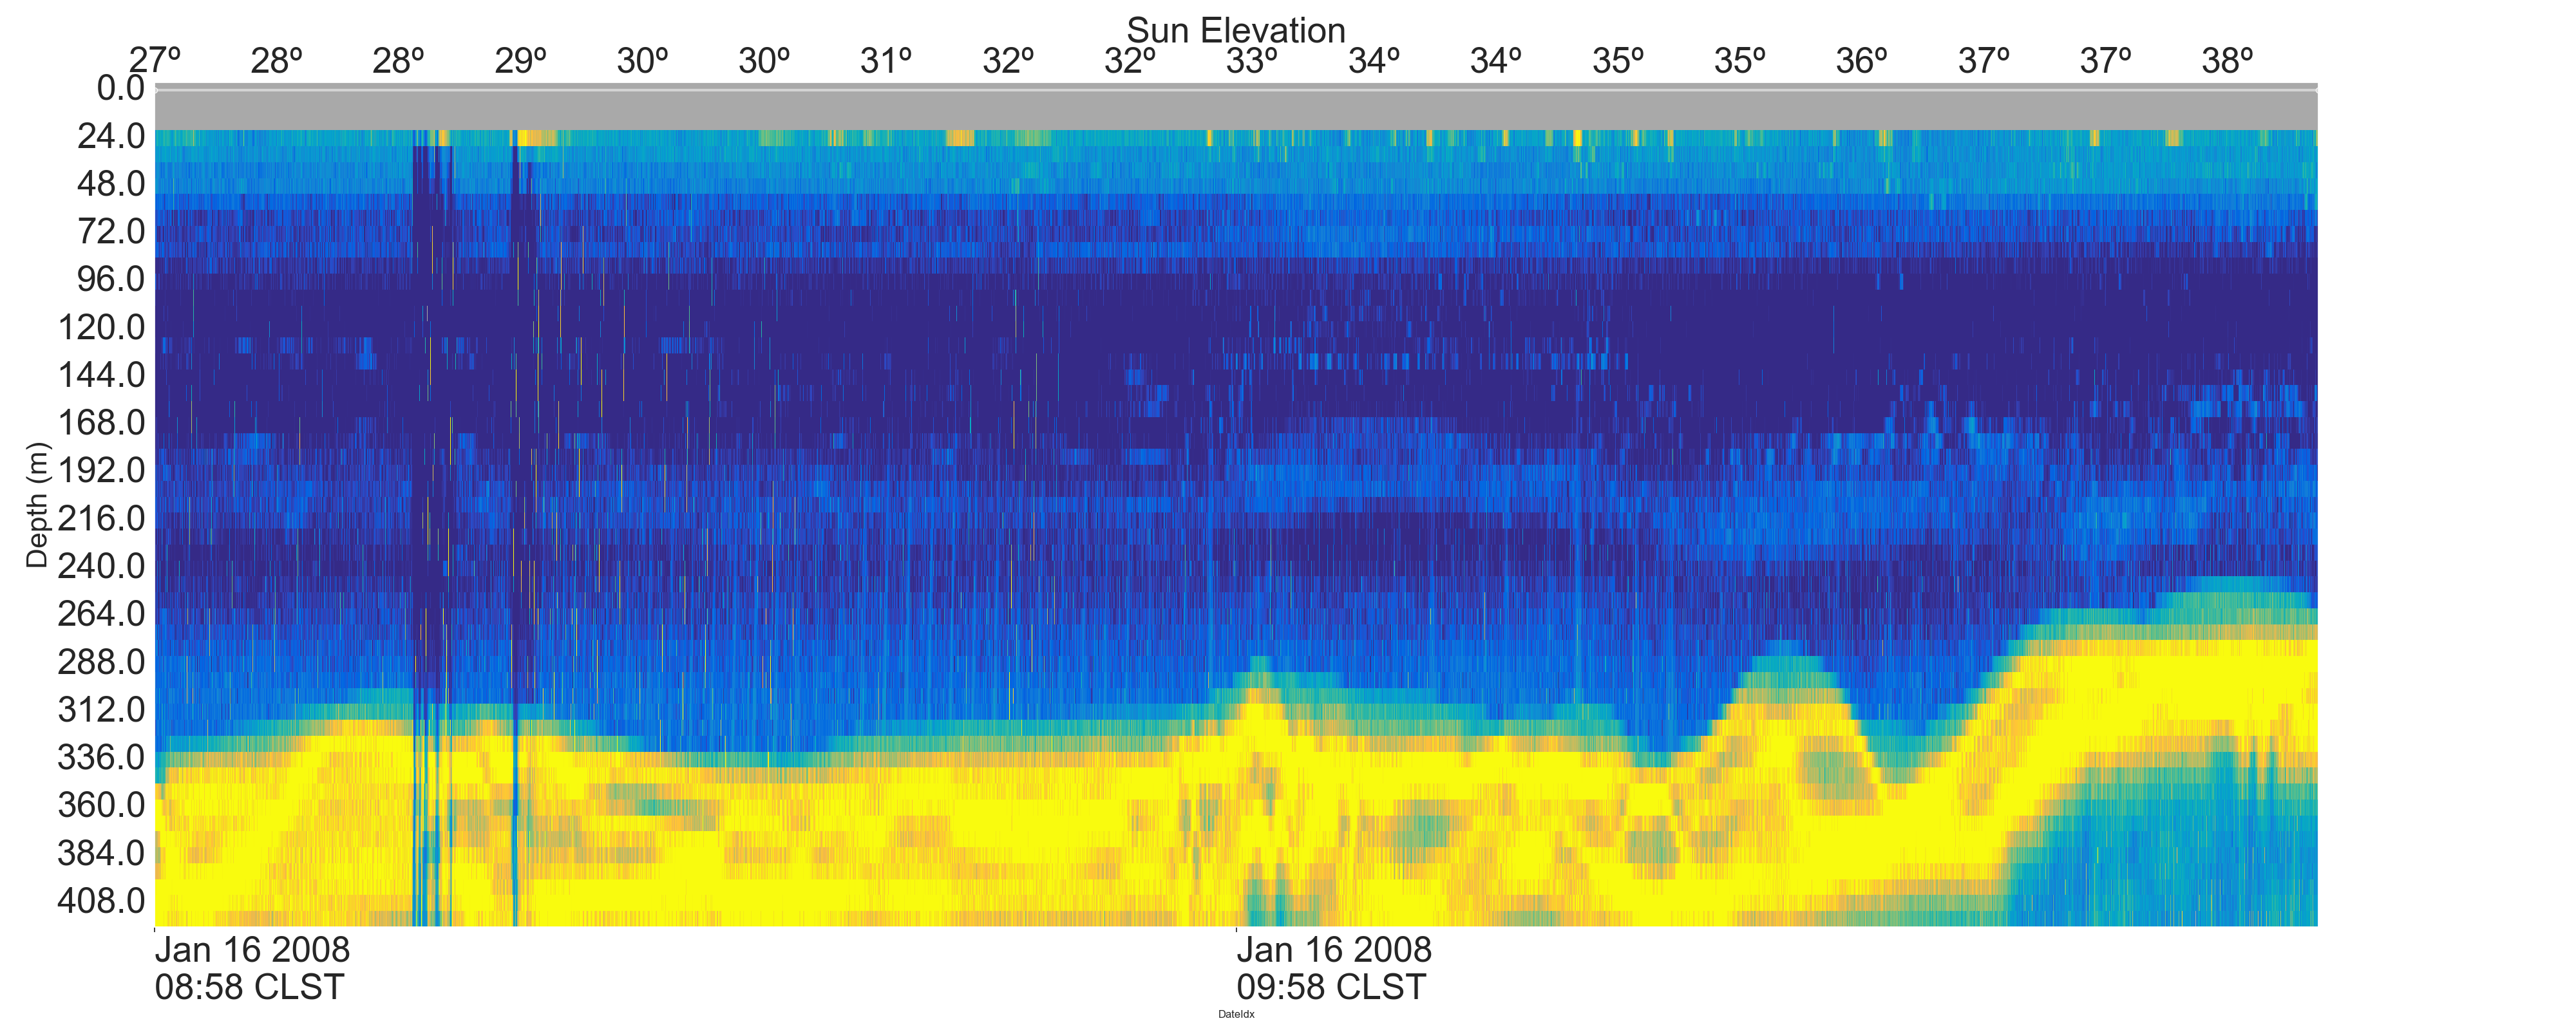 Sun Elevation
27º 28º 28º 29º 30º 30º 31º 32º 32º 33º 34º 34º 35º 35º 36º 37º 37º 38º
0.0
24.0
48.0
72.0
96.0
120.0
144.0
168.0
192.0
216.0
240.0
264.0
288.0
312.0
336.0
360.0
384.0
408.0
Depth (m)
Jan 16 2008
08:58 CLST
Jan 16 2008
09:58 CLST
DateIdx